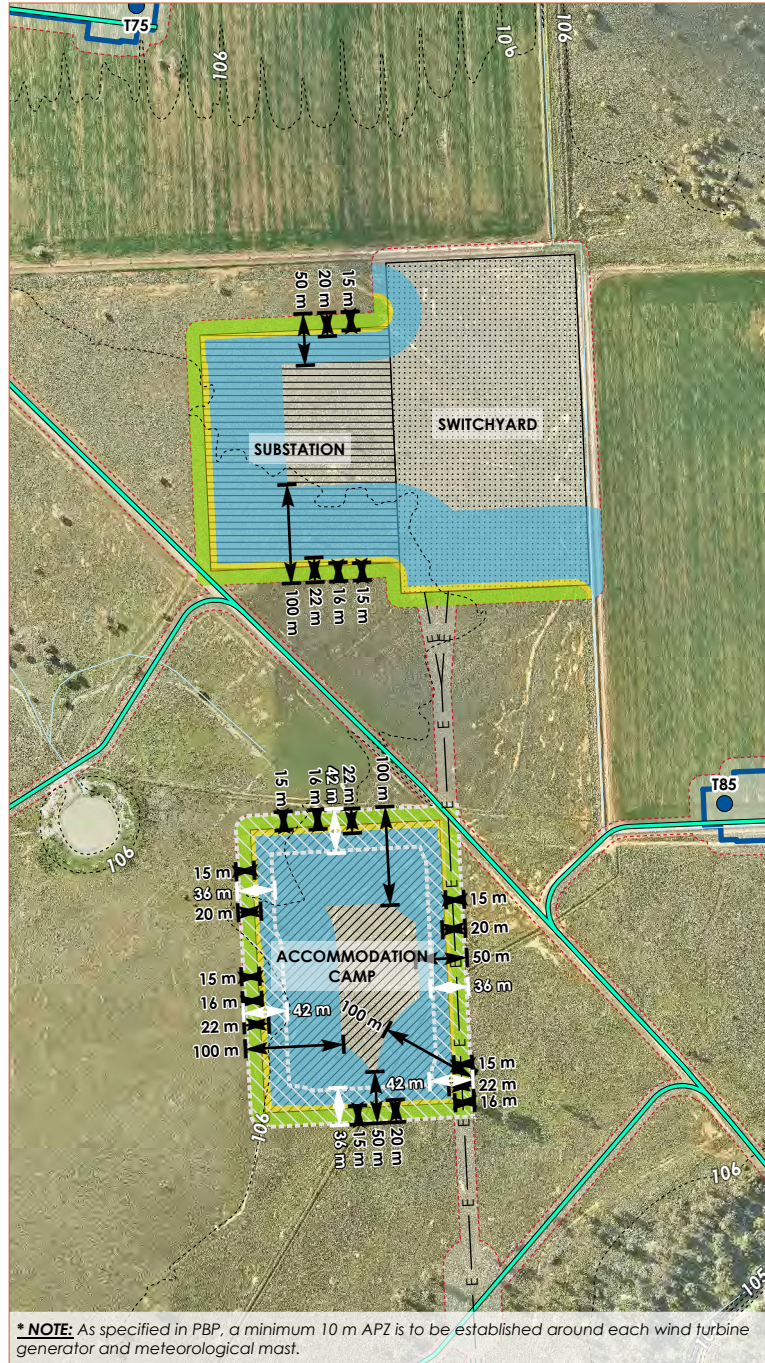 T75
106
106
106
15 m
20 m
50 m
SWITCHYARD
SUBSTATION
15 m
16 m
22 m
100 m
E
E
E
E
100 m
22 m
42 m
16 m
15 m
T85
106
E
15 m
36 m
20 m
15 m
20 m
50 m
36 m
ACCOMMODATION
CAMP
E
E
15 m
16 m
22 m
42 m
100 m
100 m
E
15 m
22 m
16 m
42 m
E
36 m
15 m
50 m
20 m
106
E
106
E
105
E
* NOTE: As specified in PBP, a minimum 10 m APZ is to be established around each wind turbine
generator and meteorological mast.